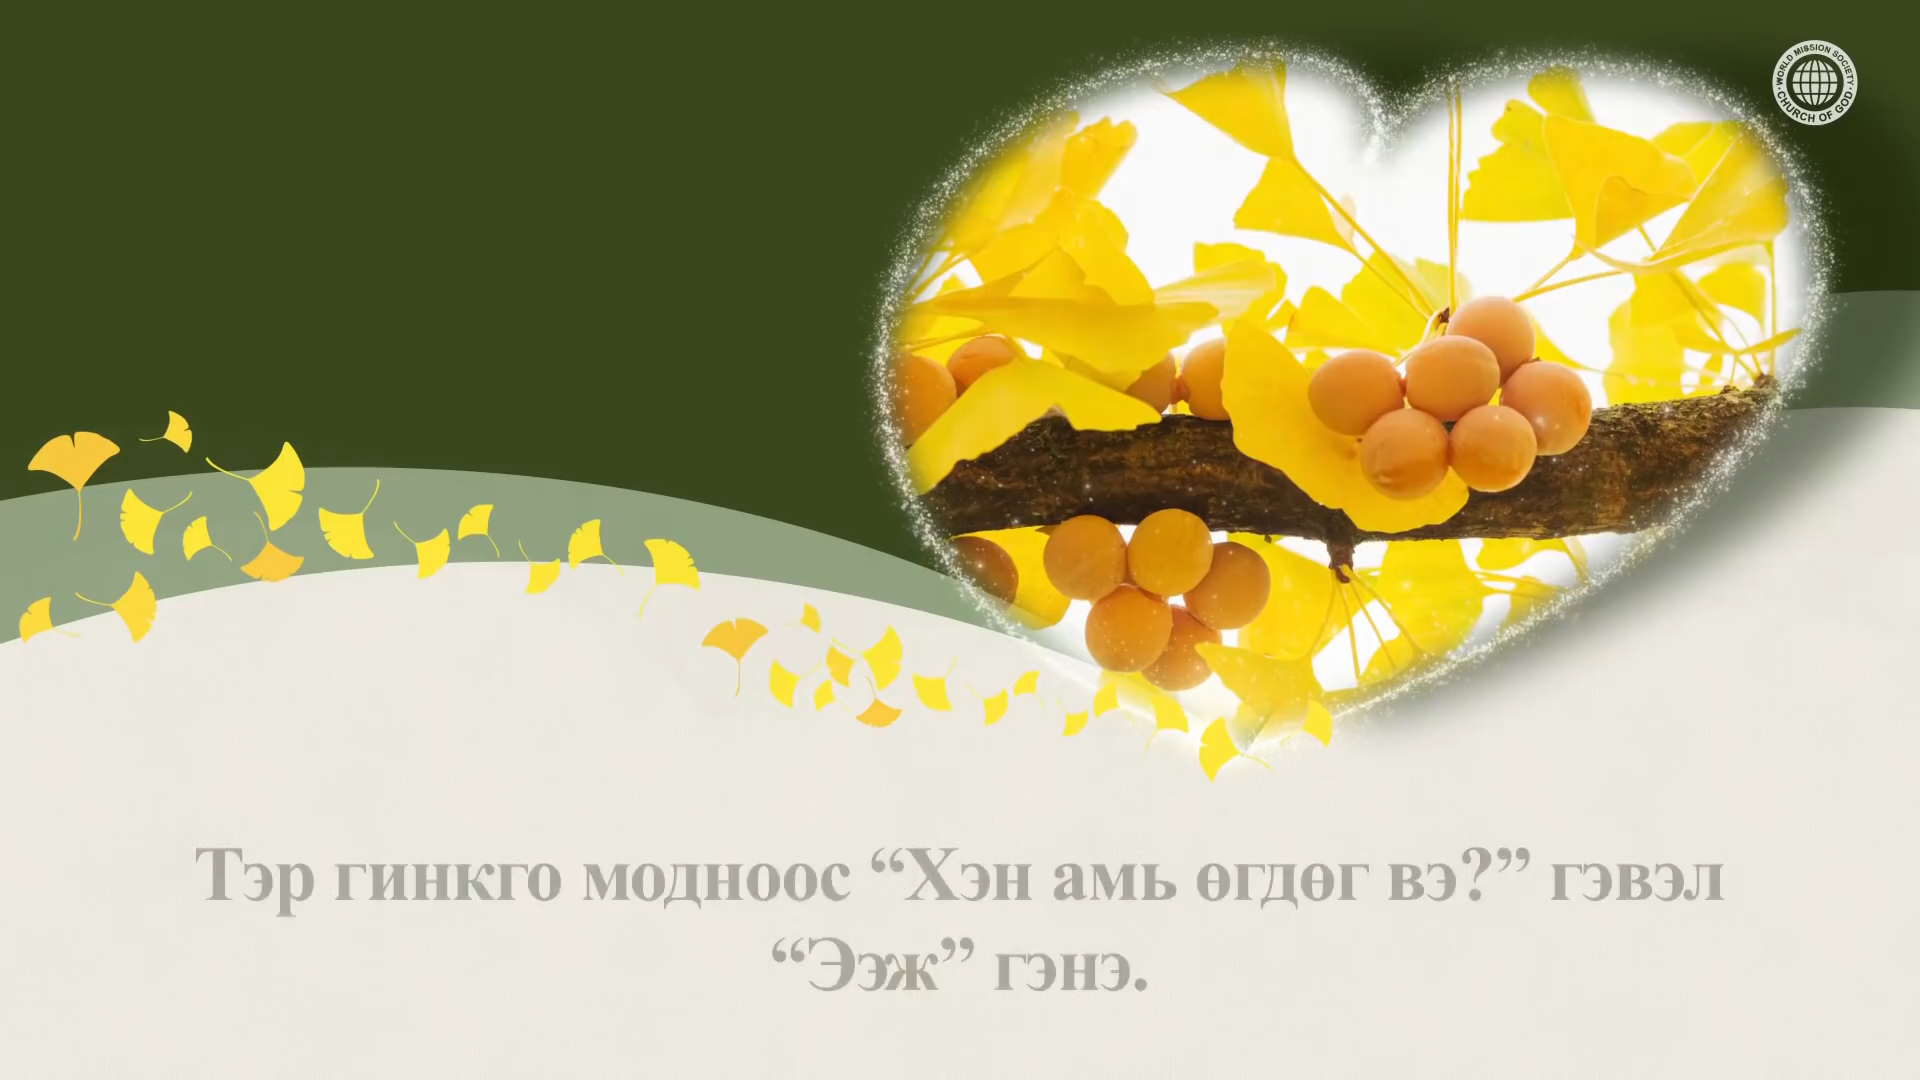 WORLD MISSION SOCIETY
CHURCH OF GOD
Тэр гинкго модноос “Хэн амь өгдөг вэ?” гэвэл
“Ээж” гэнэ.